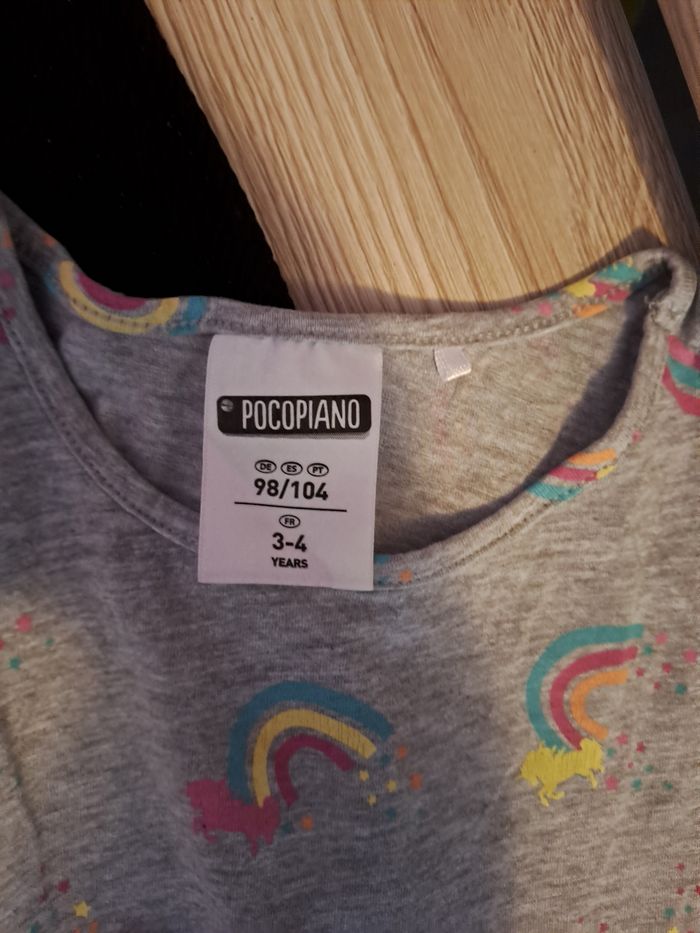 POCOPIANO
DE ES PT
98/104
FR
3-4
YEARS